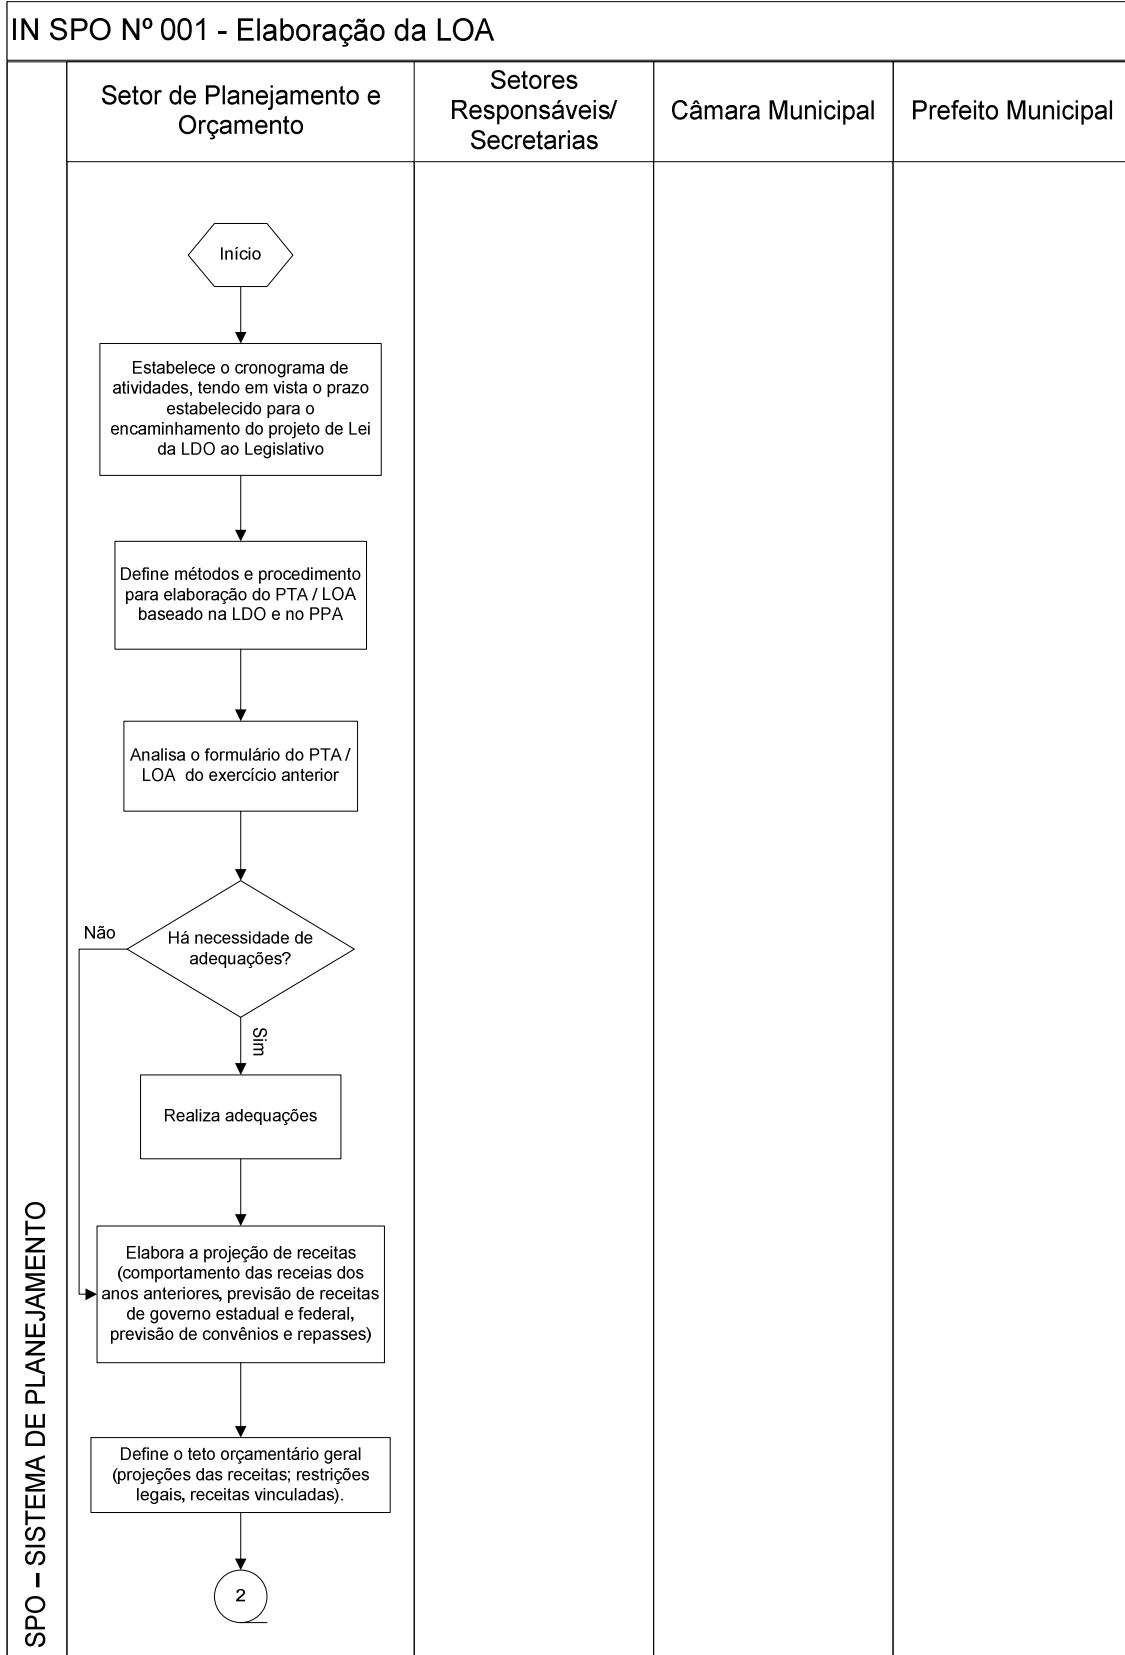 IN SPO Nº 001 - Elaboração da LOA
Setor de Planejamento e
Orçamento
Setores
Responsáveis/
Secretarias
Câmara Municipal
Prefeito Municipal
SPO – SISTEMA DE PLANEJAMENTO
Início
Estabelece o cronograma de
atividades, tendo em vista o prazo
estabelecido para o
encaminhamento do projeto de Lei
da LDO ao Legislativo
Define métodos e procedimento
para elaboração do PTA / LOA
baseado na LDO e no PPA
Analisa o formulário do PTA /
LOA do exercício anterior
Não
Há necessidade de
adequações?
Sim
Realiza adequações
Elabora a projeção de receitas
(comportamento das receias dos
anos anteriores, previsão de receitas
de governo estadual e federal,
previsão de convênios e repasses)
Define o teto orçamentário geral
(projeções das receitas; restrições
legais, receitas vinculadas).
2